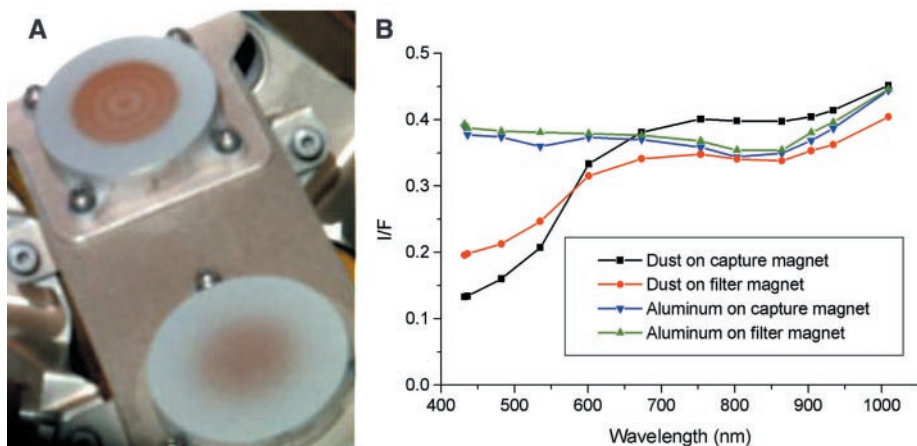 A
B
0.5
0.4
0.3
0.2
0.1
0.0
I/F
400 500 600 700 800 900 1000
Wavelength (nm)
Dust on capture magnet
Dust on filter magnet
Aluminum on capture magnet
Aluminum on filter magnet